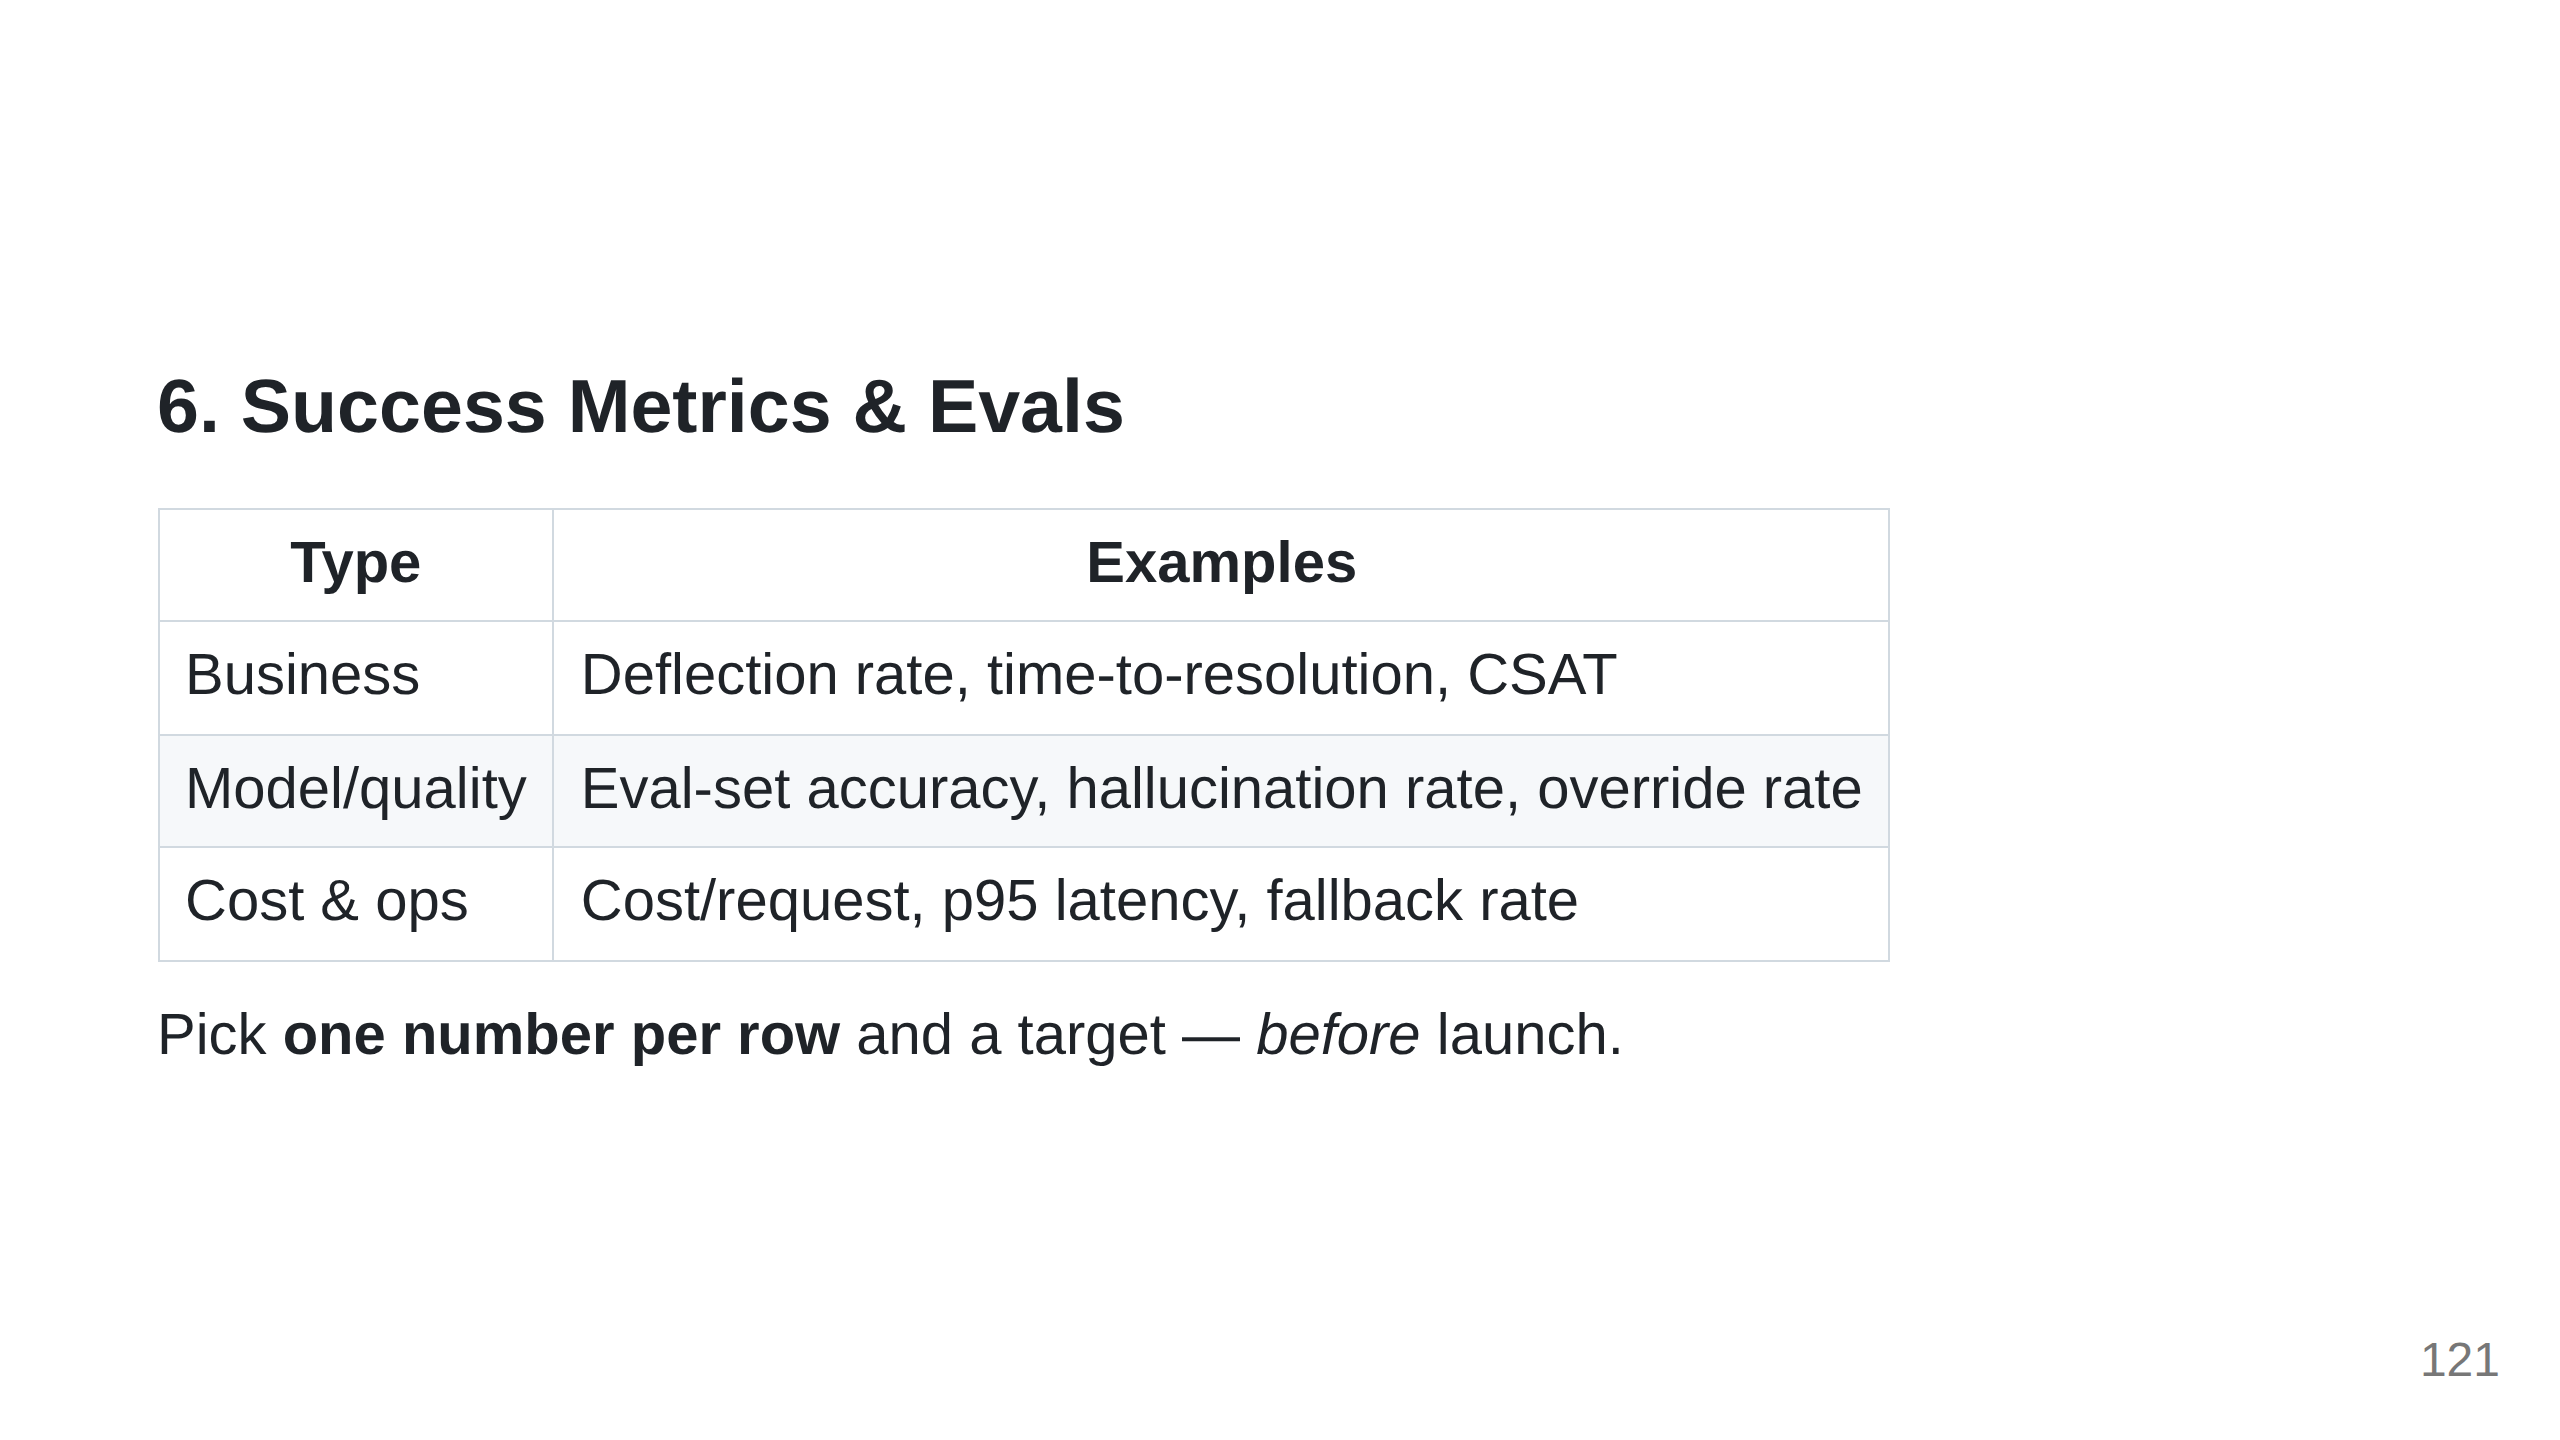 6. Success Metrics & Evals
Type Examples
Business Deflection rate, time-to-resolution, CSAT
Model/quality Eval-set accuracy, hallucination rate, override rate
Cost & ops Cost/request, p95 latency, fallback rate
Pick one number per row and a target — before launch.
121